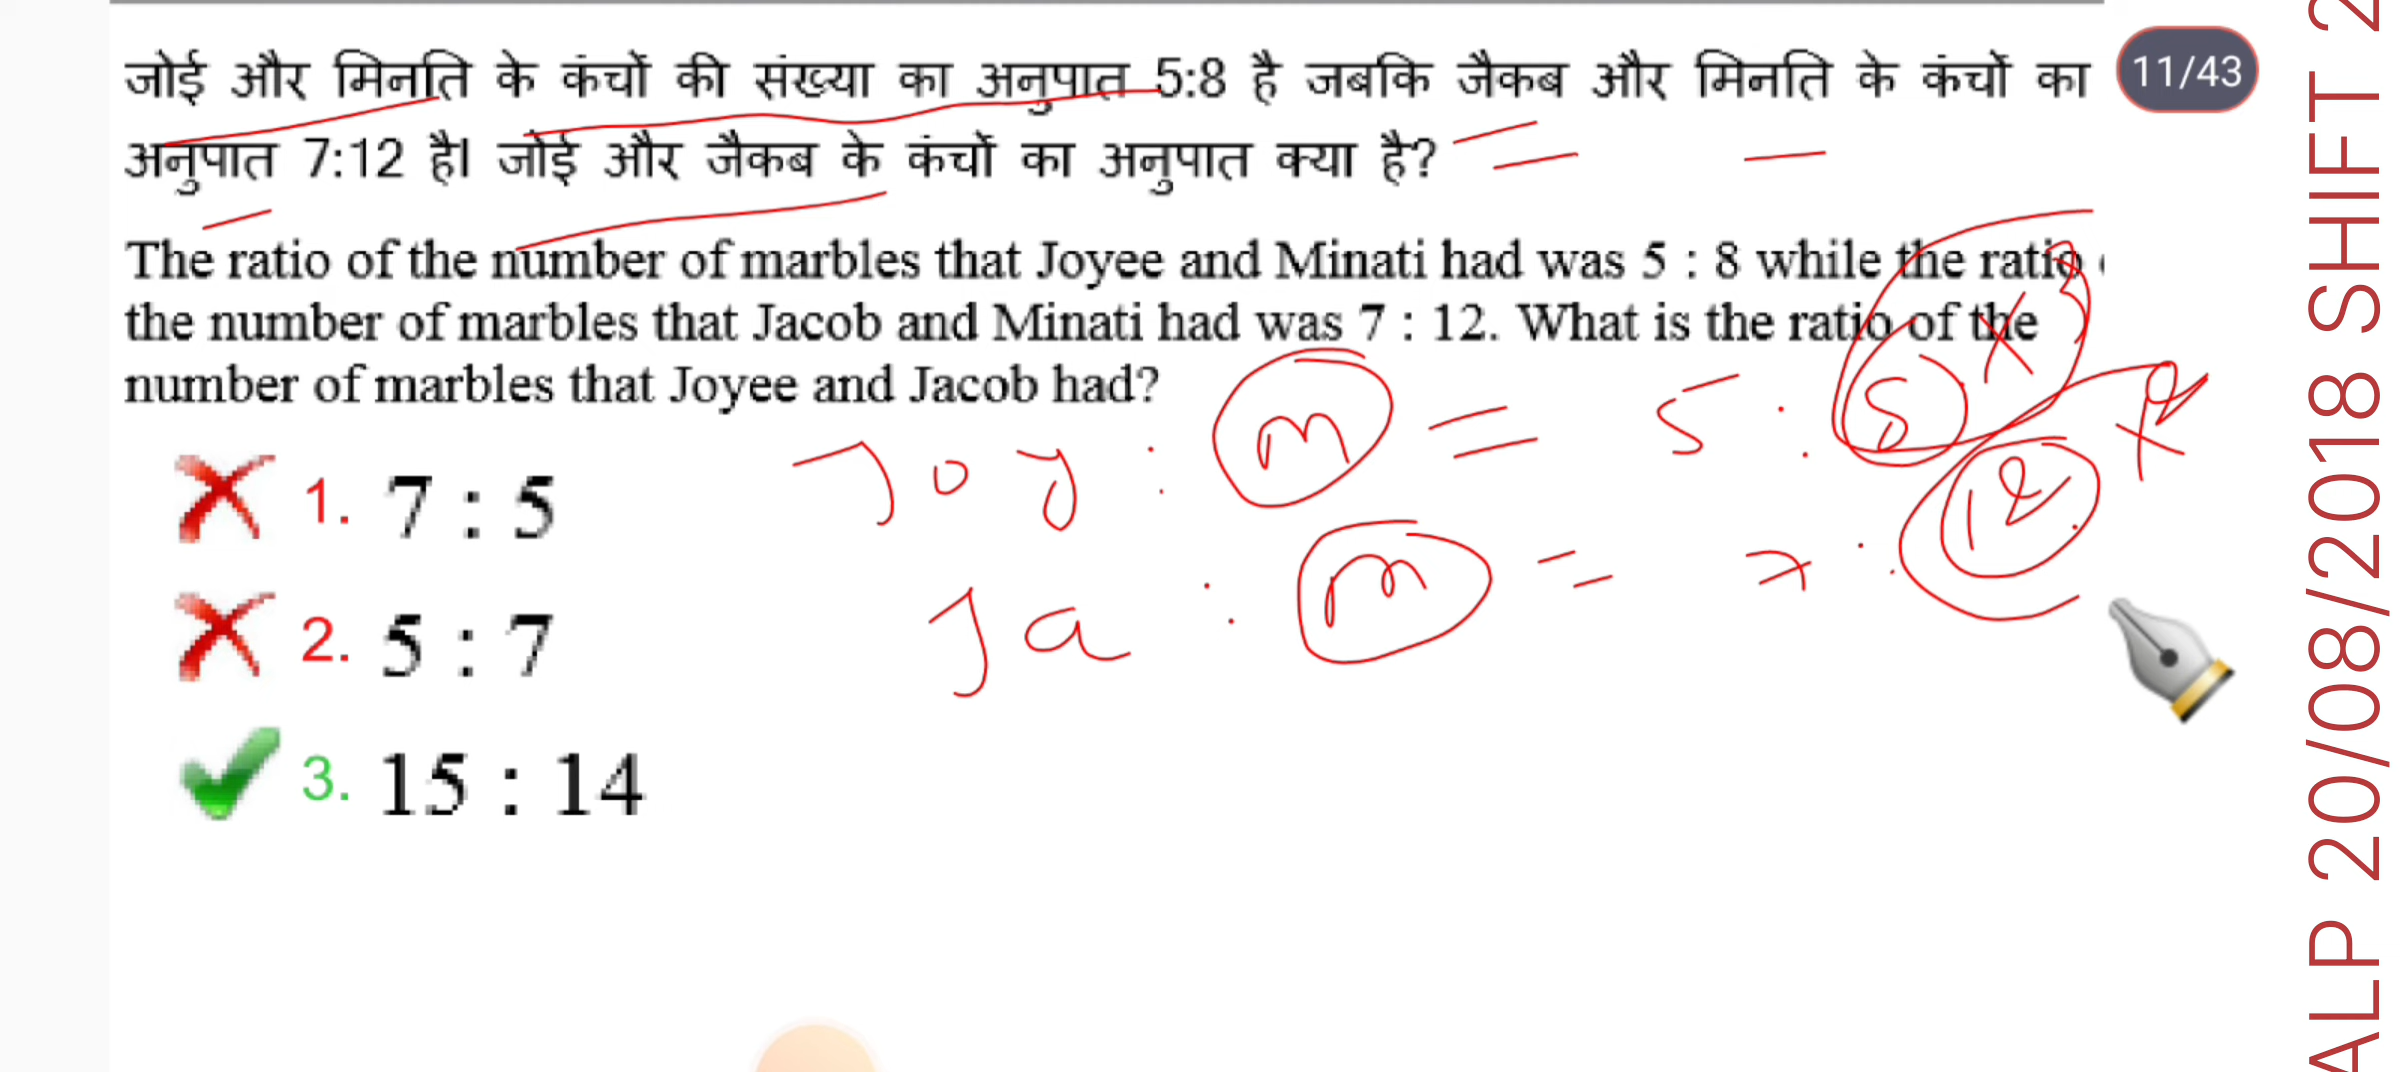 जोई और मिनति के कंचों की संख्या का अनुपात 5:8 है जबकि जैकब और मिनति के कंचों का
11/43
अनुपात 7:12 है। जोई और जैकब के कंचों का अनुपात क्या है?
The ratio of the number of marbles that Joyee and Minati had was 5 : 8 while the ratio
the number of marbles that Jacob and Minati had was 7 : 12. What is the ratio of the
number of marbles that Joyee and Jacob had?
×3
Joy : m = 5 : 8
×2
Ja : m = 7 : 12
1. 7 : 5
2. 5 : 7
3. 15 : 14
ALP 20/08/2018 SHIFT 2